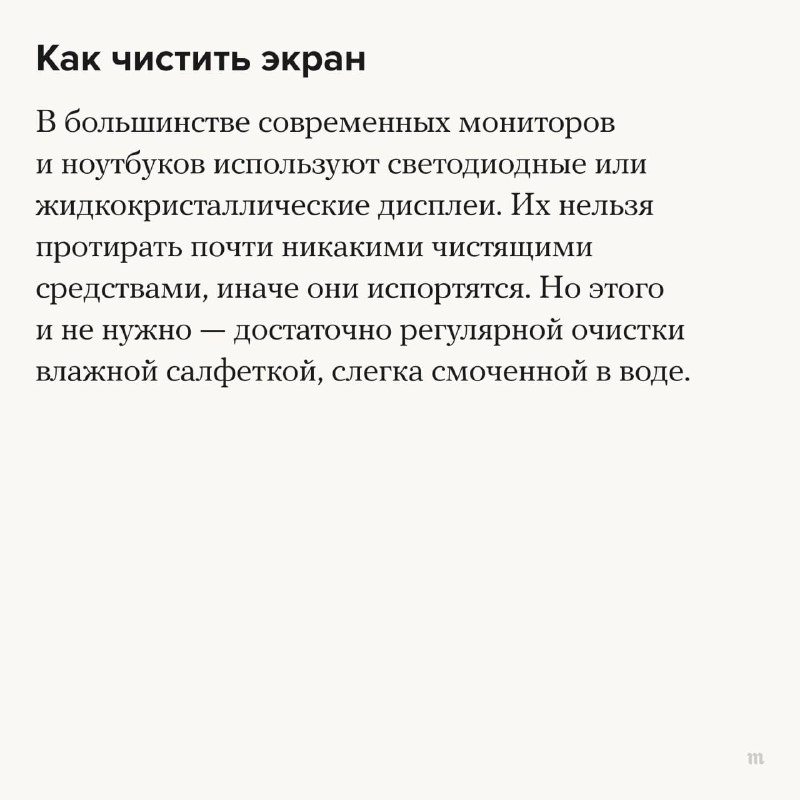 Как чистить экран
В большинстве современных мониторов
и ноутбуков используют светодиодные или
жидкокристаллические дисплеи. Их нельзя
протирать почти никакими чистящими
средствами, иначе они испортятся. Но этого
и не нужно — достаточно регулярной очистки
влажной салфеткой, слегка смоченной в воде.
m